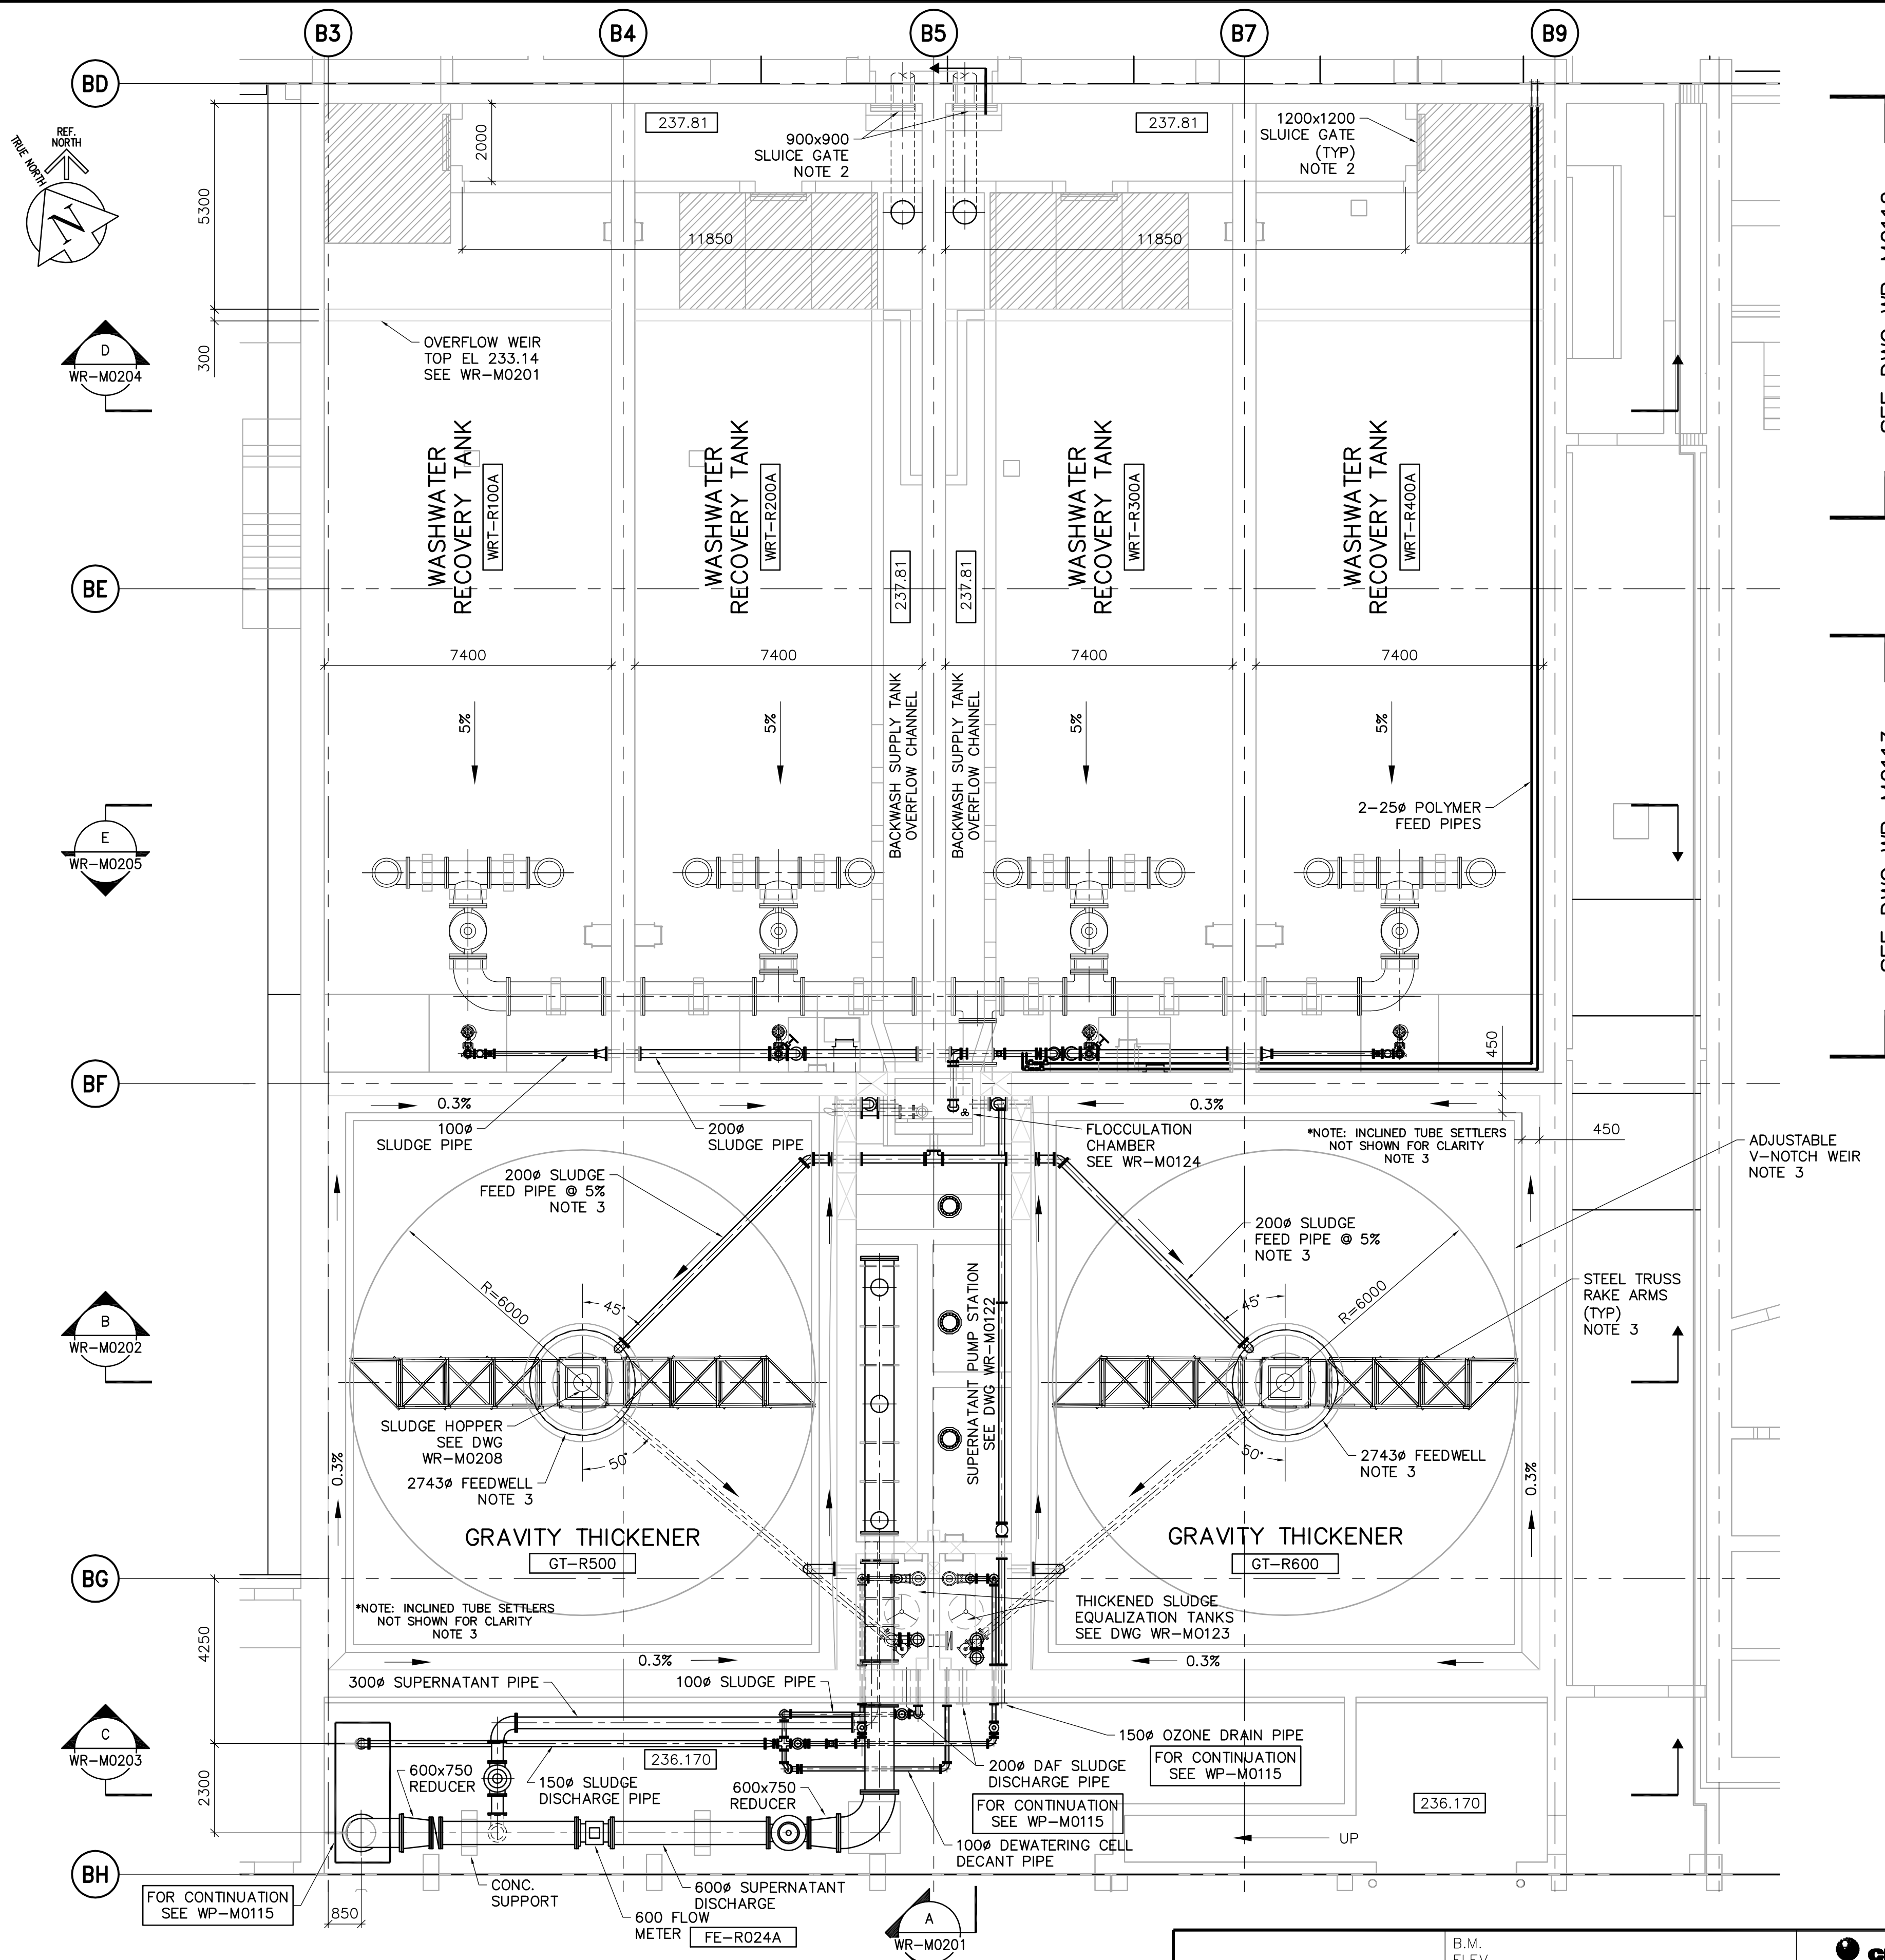 B3
B4
B5
B7
B9
BD
REF.
NORTH
TRUE NORTH
N
5300
2000
237.81
900x900
SLUICE GATE
NOTE 2
237.81
1200x1200
SLUICE GATE
(TYP)
NOTE 2
11850
11850
300
OVERFLOW WEIR
TOP EL 233.14
SEE WR-M0201
D
WR-M0204
WASHWATER
RECOVERY TANK
WRT-R100A
WASHWATER
RECOVERY TANK
WRT-R200A
WASHWATER
RECOVERY TANK
WRT-R300A
WASHWATER
RECOVERY TANK
WRT-R400A
237.81
237.81
BE
7400
7400
7400
7400
BACKWASH SUPPLY TANK
OVERFLOW CHANNEL
BACKWASH SUPPLY TANK
OVERFLOW CHANNEL
5%
5%
5%
5%
2-25ø POLYMER
FEED PIPES
E
WR-M0205
450
BF
0.3%
0.3%
100ø
SLUDGE PIPE
200ø
SLUDGE PIPE
FLOCCULATION
CHAMBER
SEE WR-M0124
*NOTE: INCLINED TUBE SETTLERS
NOT SHOWN FOR CLARITY
NOTE 3
450
ADJUSTABLE
V-NOTCH WEIR
NOTE 3
200ø SLUDGE
FEED PIPE @ 5%
NOTE 3
200ø SLUDGE
FEED PIPE @ 5%
NOTE 3
R=6000
45°
45°
R=6000
SUPERNATANT PUMP STATION
SEE DWG WR-M0122
STEEL TRUSS
RAKE ARMS
(TYP)
NOTE 3
B
WR-M0202
SLUDGE HOPPER
SEE DWG
WR-M0208
50°
50°
2743ø FEEDWELL
NOTE 3
2743ø FEEDWELL
NOTE 3
0.3%
0.3%
GRAVITY THICKENER
GT-R500
GRAVITY THICKENER
GT-R600
BG
*NOTE: INCLINED TUBE SETTLERS
NOT SHOWN FOR CLARITY
NOTE 3
THICKENED SLUDGE
EQUALIZATION TANKS
SEE DWG WR-MO123
4250
0.3%
0.3%
300ø SUPERNATANT PIPE
100ø SLUDGE PIPE
C
WR-M0203
2300
600x750
REDUCER
150ø SLUDGE
DISCHARGE PIPE
236.170
600x750
REDUCER
150ø OZONE DRAIN PIPE
FOR CONTINUATION
SEE WP-M0115
200ø DAF SLUDGE
DISCHARGE PIPE
FOR CONTINUATION
SEE WP-M0115
236.170
UP
100ø DEWATERING CELL
DECANT PIPE
BH
FOR CONTINUATION
SEE WP-M0115
850
CONC.
SUPPORT
600ø SUPERNATANT
DISCHARGE
600 FLOW
METER
FE-R024A
A
WR-M0201
B.M.
ELEV.